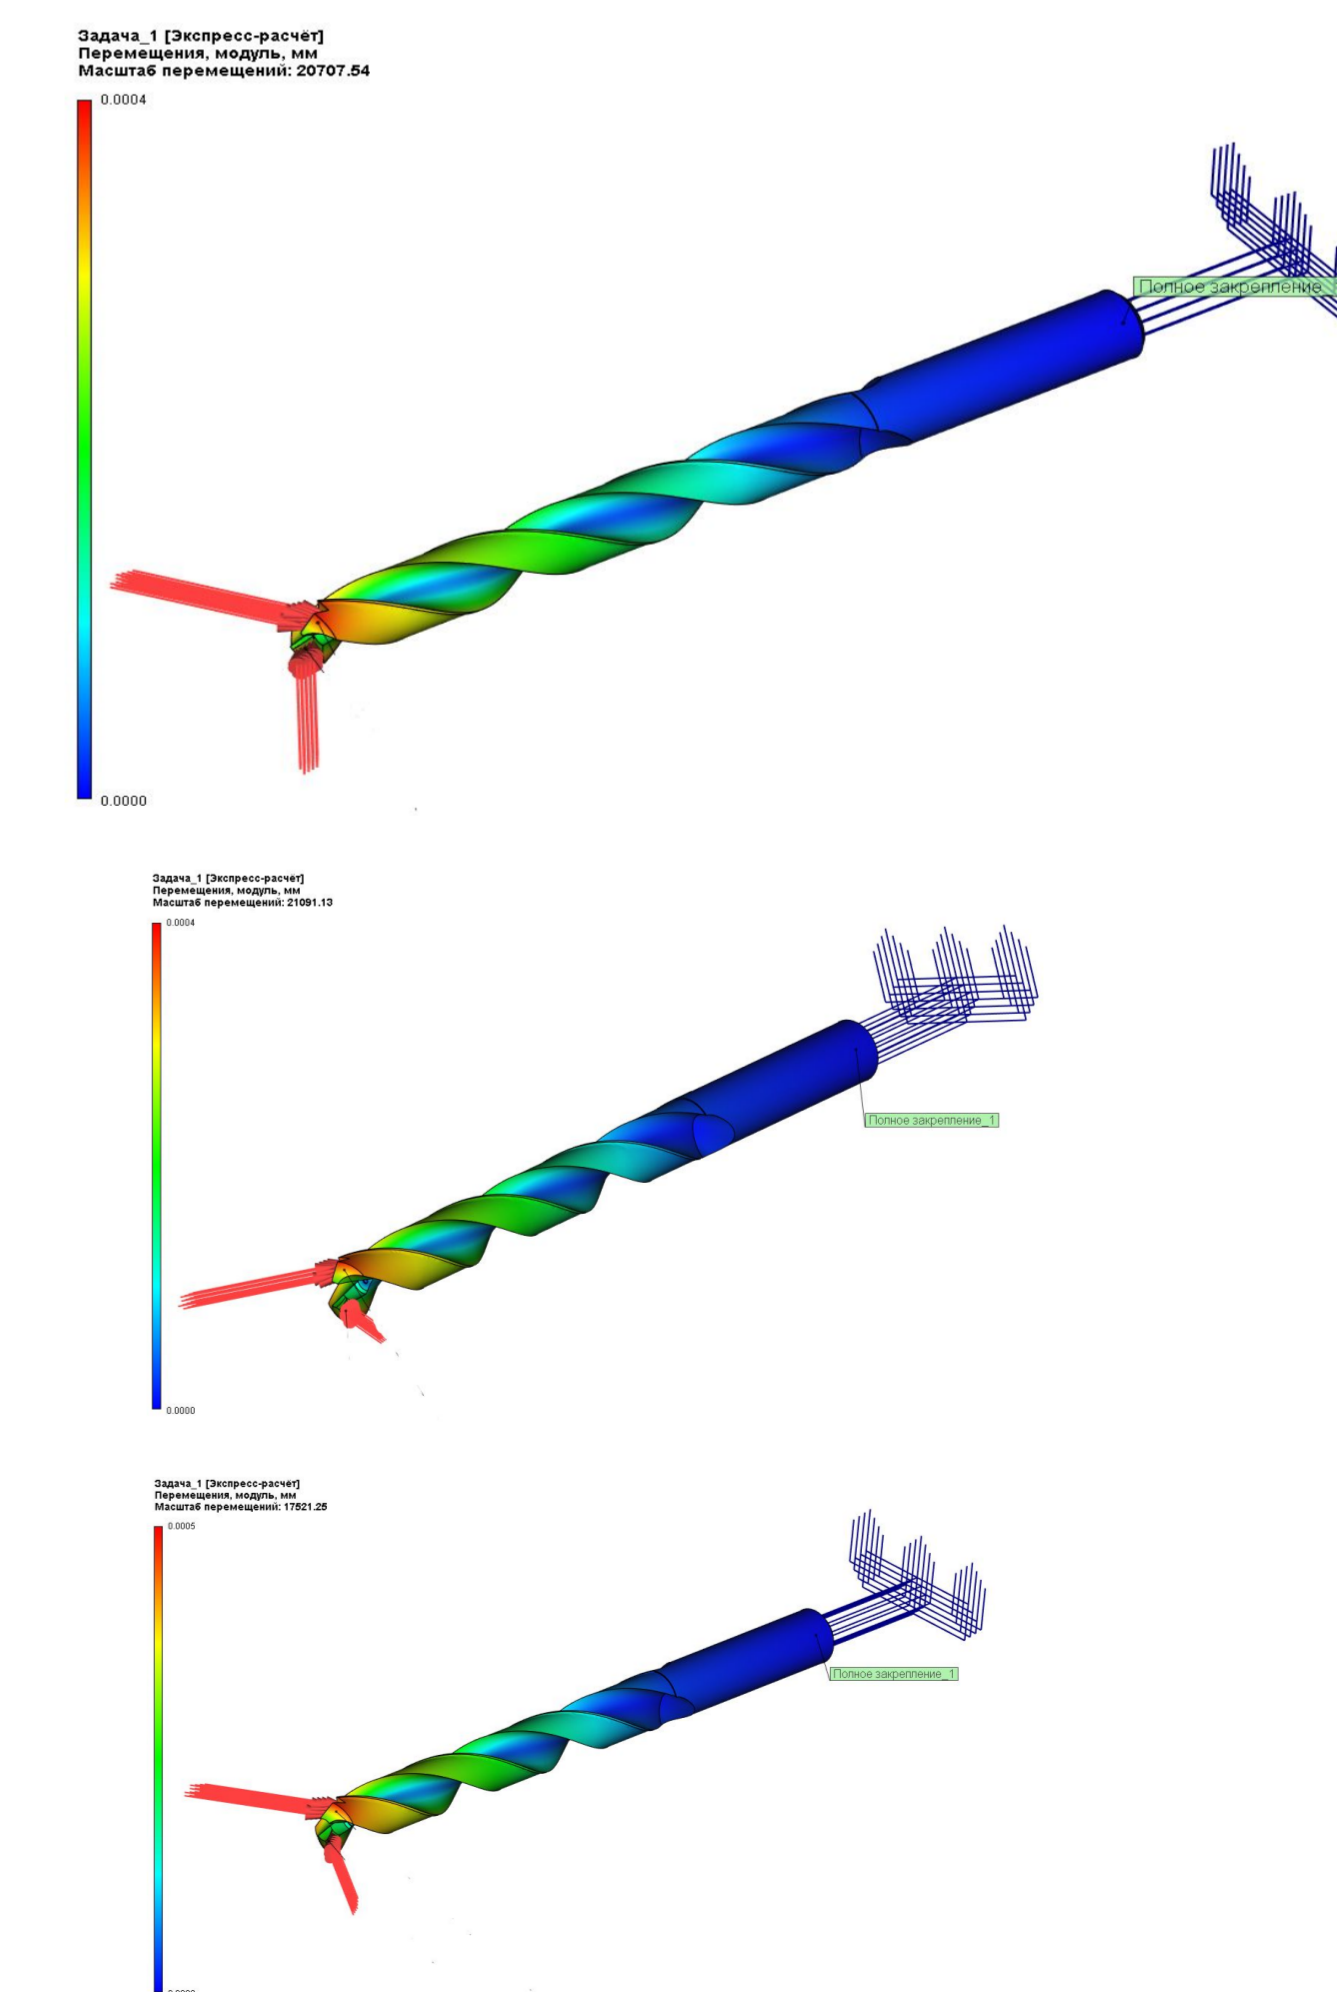 Задача_1 [Экспресс-расчёт]
Перемещения, модуль, мм
Масштаб перемещений: 20707.54
0.0004
Полное закрепление
0.0000
Задача_1 [Экспресс-расчёт]
Перемещения, модуль, мм
Масштаб перемещений: 21091.13
0.0004
Полное закрепление_1
0.0000
Задача_1 [Экспресс-расчёт]
Перемещения, модуль, мм
Масштаб перемещений: 17521.25
0.0005
Полное закрепление_1